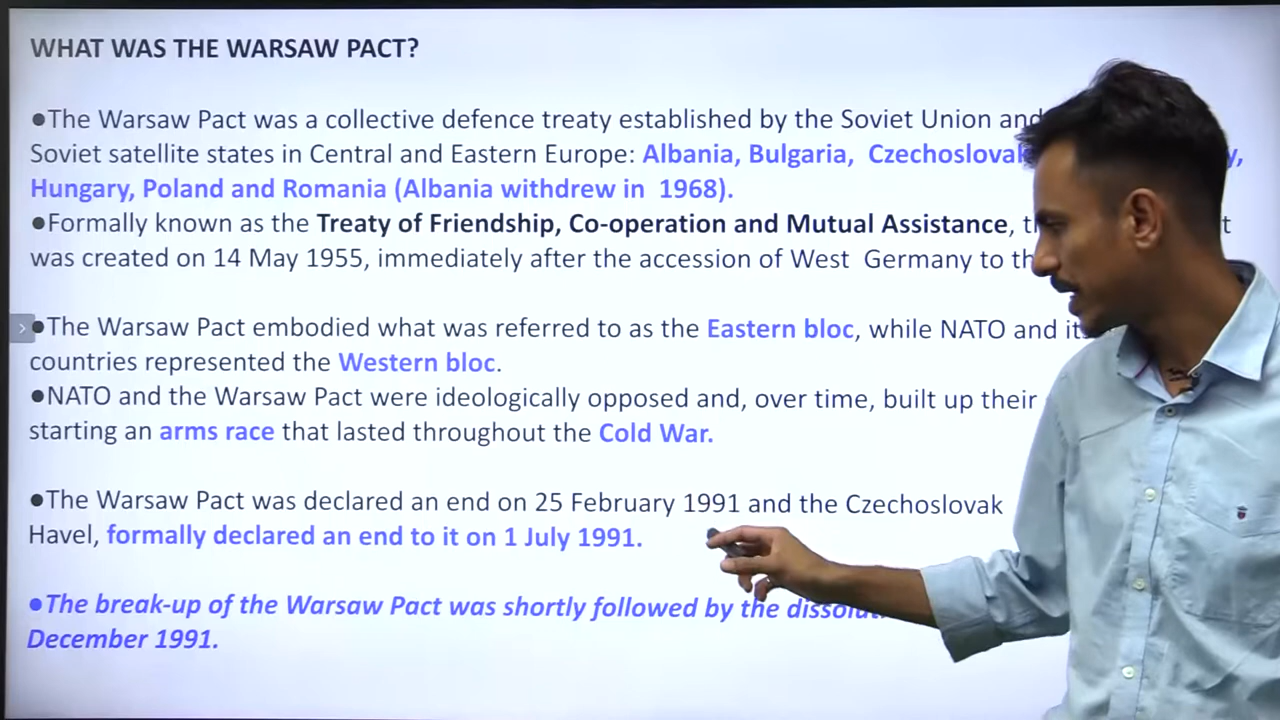 WHAT WAS THE WARSAW PACT?
●The Warsaw Pact was a collective defence treaty established by the Soviet Union and
Soviet satellite states in Central and Eastern Europe: Albania, Bulgaria, Czechoslovak
Hungary, Poland and Romania (Albania withdrew in 1968).
●Formally known as the Treaty of Friendship, Co-operation and Mutual Assistance,
was created on 14 May 1955, immediately after the accession of West Germany to
●The Warsaw Pact embodied what was referred to as the Eastern bloc, while NATO and its
countries represented the Western bloc.
●NATO and the Warsaw Pact were ideologically opposed and, over time, built up their
starting an arms race that lasted throughout the Cold War.
●The Warsaw Pact was declared an end on 25 February 1991 and the Czechoslovak
Havel, formally declared an end to it on 1 July 1991.
●The break-up of the Warsaw Pact was shortly followed by the
December 1991.